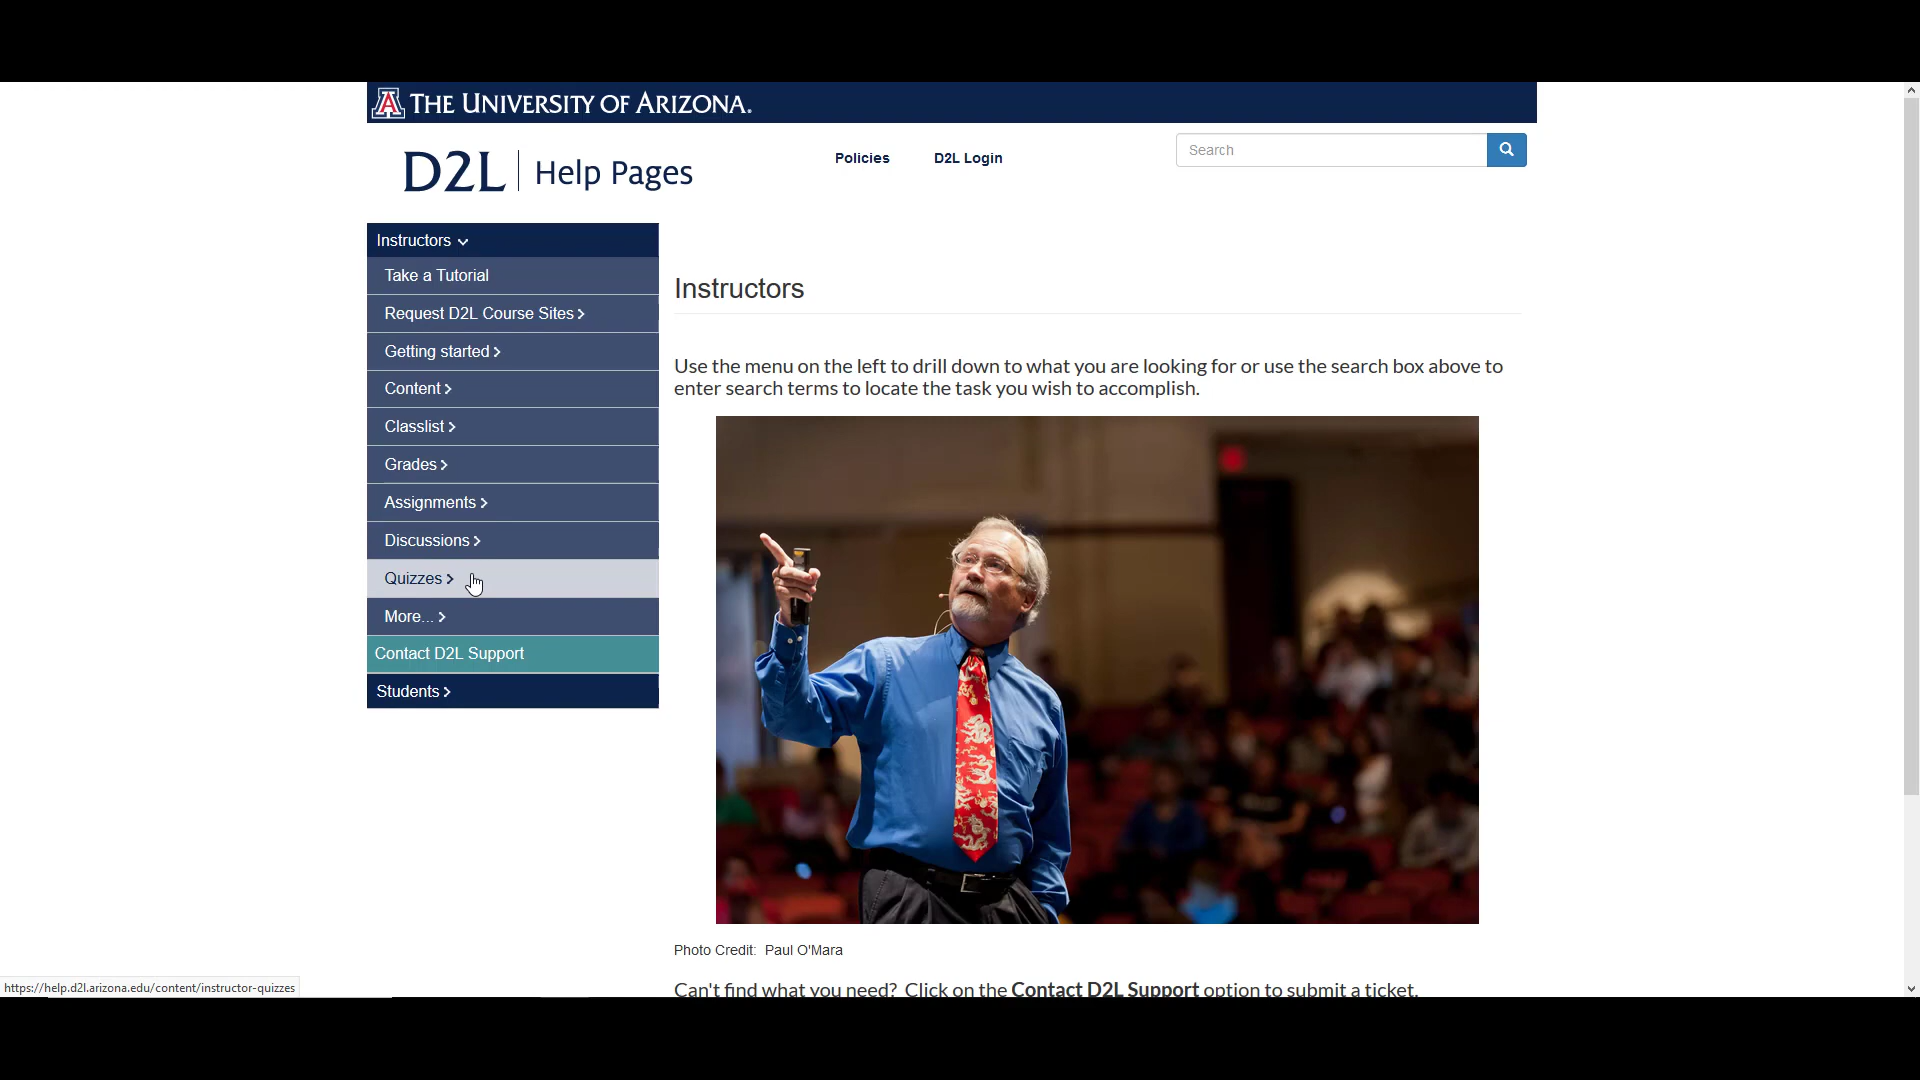 THE UNIVERSITY OF ARIZONA.
D2L | Help Pages
Policies
D2L Login
Search
Instructors
Take a Tutorial
Request D2L Course Sites
Getting started
Content
Classlist
Grades
Assignments
Discussions
Quizzes
More...
Contact D2L Support
Students
Instructors
Use the menu on the left to drill down to what you are looking for or use the search box above to
enter search terms to locate the task you wish to accomplish.
Photo Credit: Paul O'Mara
Can't find what you need? Click on the Contact D2L Support option to submit a ticket.
https://help.d2l.arizona.edu/content/instructor-quizzes